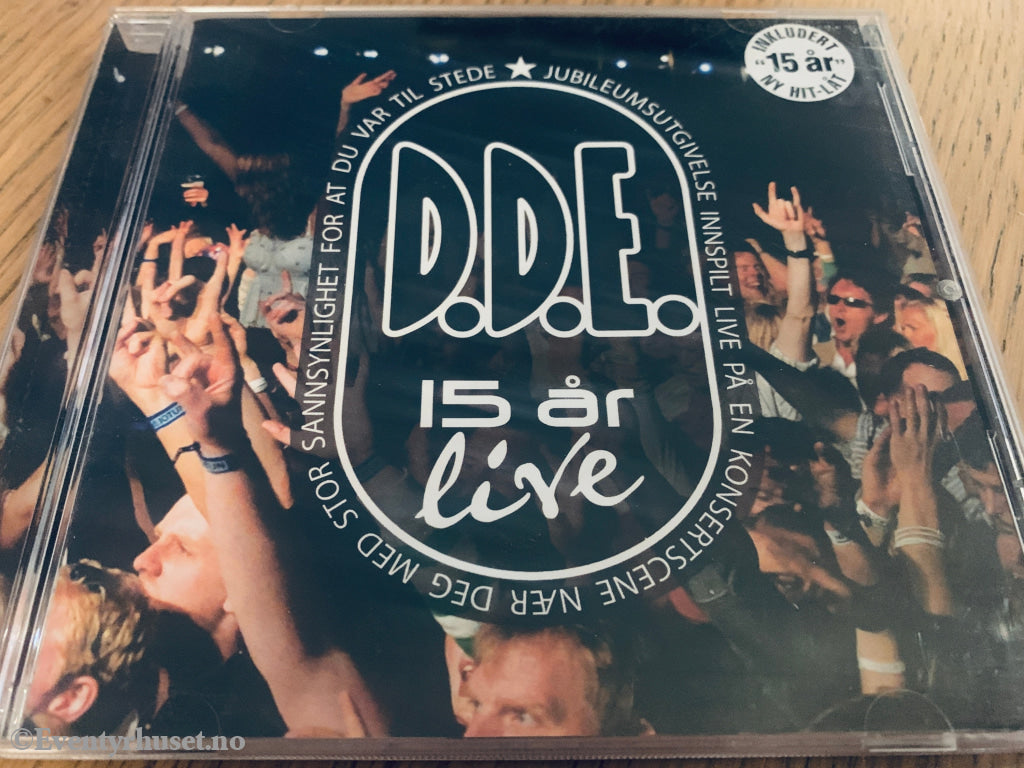 INKLUDERT
"15 år"
NY HIT-LÅT
★ JUBILEUMSUTGIVELSE INNSPILT LIVE PÅ EN KONSERTSCENE NÆR DEG MED STOR SANNSYNLIGHET FOR AT DU VAR TIL STEDE
D.D.E.
15 år
live
©Eventyrhuset.no